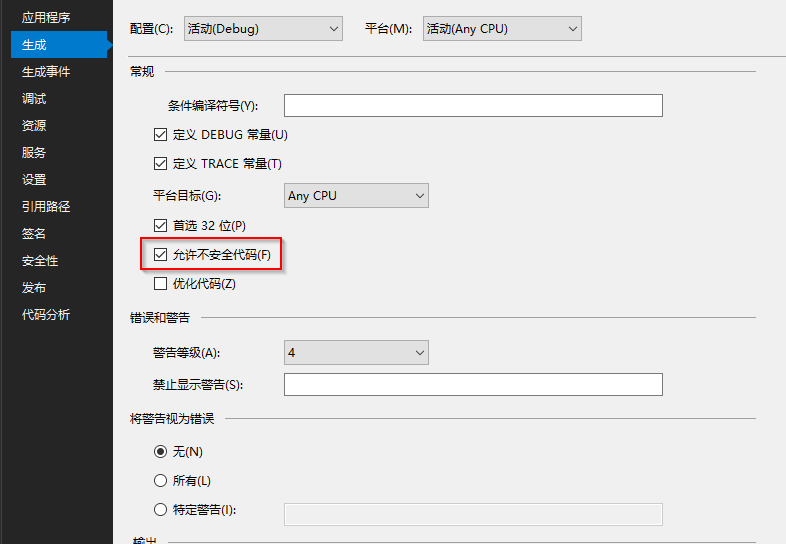 应用程序
生成
生成事件
调试
资源
服务
设置
引用路径
签名
安全性
发布
代码分析
配置(C): 活动(Debug) 平台(M): 活动(Any CPU)
常规
条件编译符号(Y):
定义 DEBUG 常量(U)
定义 TRACE 常量(T)
平台目标(G): Any CPU
首选 32 位(P)
允许不安全代码(F)
优化代码(Z)
错误和警告
警告等级(A): 4
禁止显示警告(S):
将警告视为错误
无(N)
所有(L)
特定警告(I):
输出